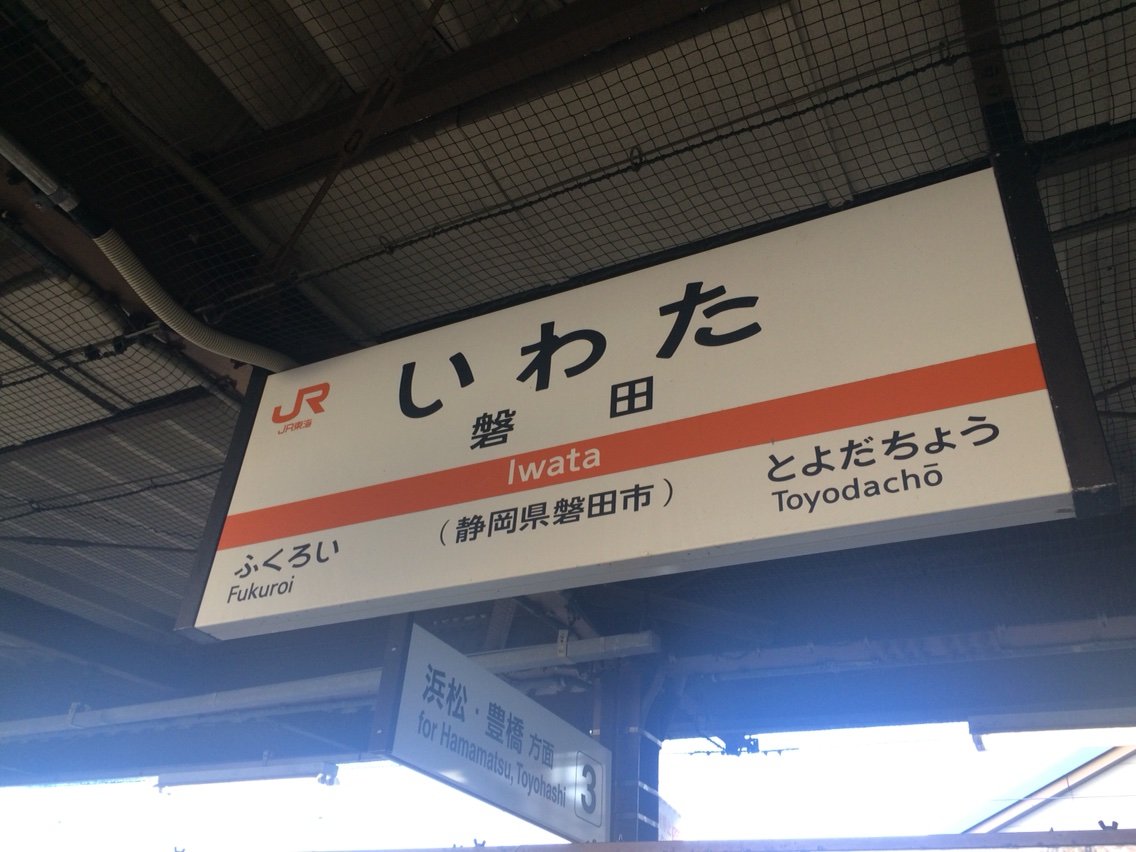 JR
JR東海
いわた
磐田
Iwata
(静岡県磐田市)
ふくろい
Fukuroi
とよだちょう
Toyodachō
浜松・豊橋 方面
for Hamamatsu, Toyohashi
3